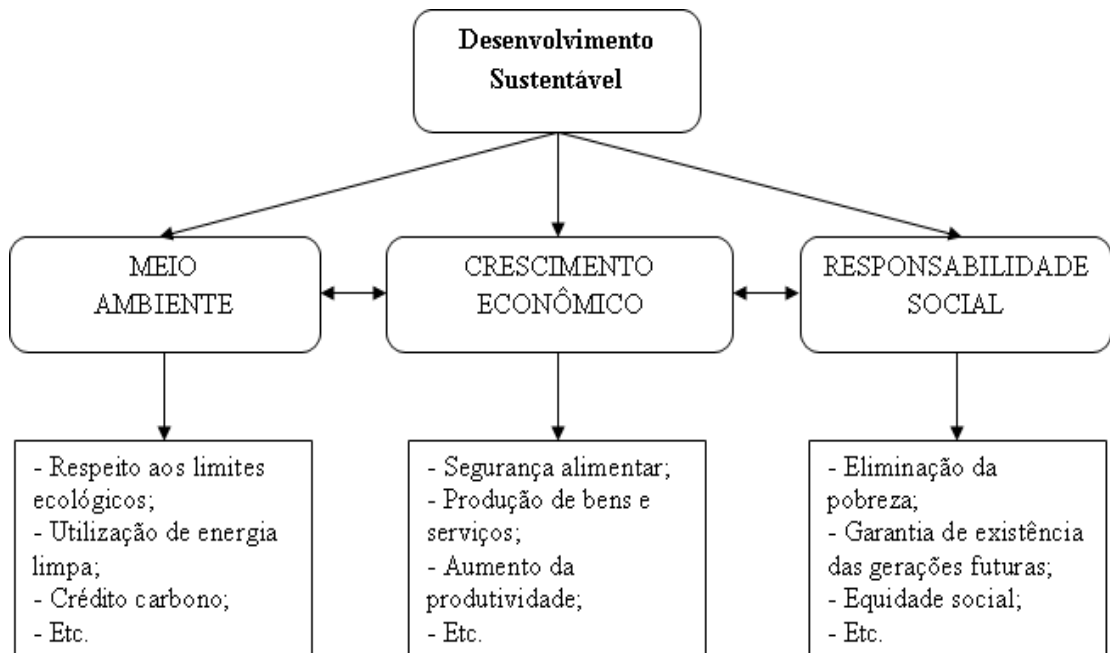 Desenvolvimento
Sustentável
MEIO
AMBIENTE
CRESCIMENTO
ECONÔMICO
RESPONSABILIDADE
SOCIAL
- Respeito aos limites
ecológicos;
- Utilização de energia
limpa;
- Crédito carbono;
- Etc.
- Segurança alimentar;
- Produção de bens e
serviços;
- Aumento da
produtividade;
- Etc.
- Eliminação da
pobreza;
- Garantia de existência
das gerações futuras;
- Equidade social;
- Etc.